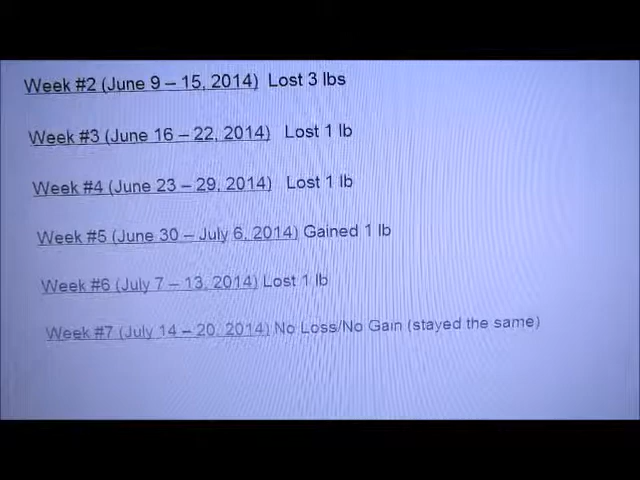 Week #2 (June 9 – 15, 2014) Lost 3 lbs
Week #3 (June 16 – 22, 2014) Lost 1 lb
Week #4 (June 23 – 29, 2014) Lost 1 lb
Week #5 (June 30 – July 6, 2014) Gained 1 lb
Week #6 (July 7 – 13, 2014) Lost 1 lb
Week #7 (July 14 – 20, 2014) No Loss/No Gain (stayed the same)